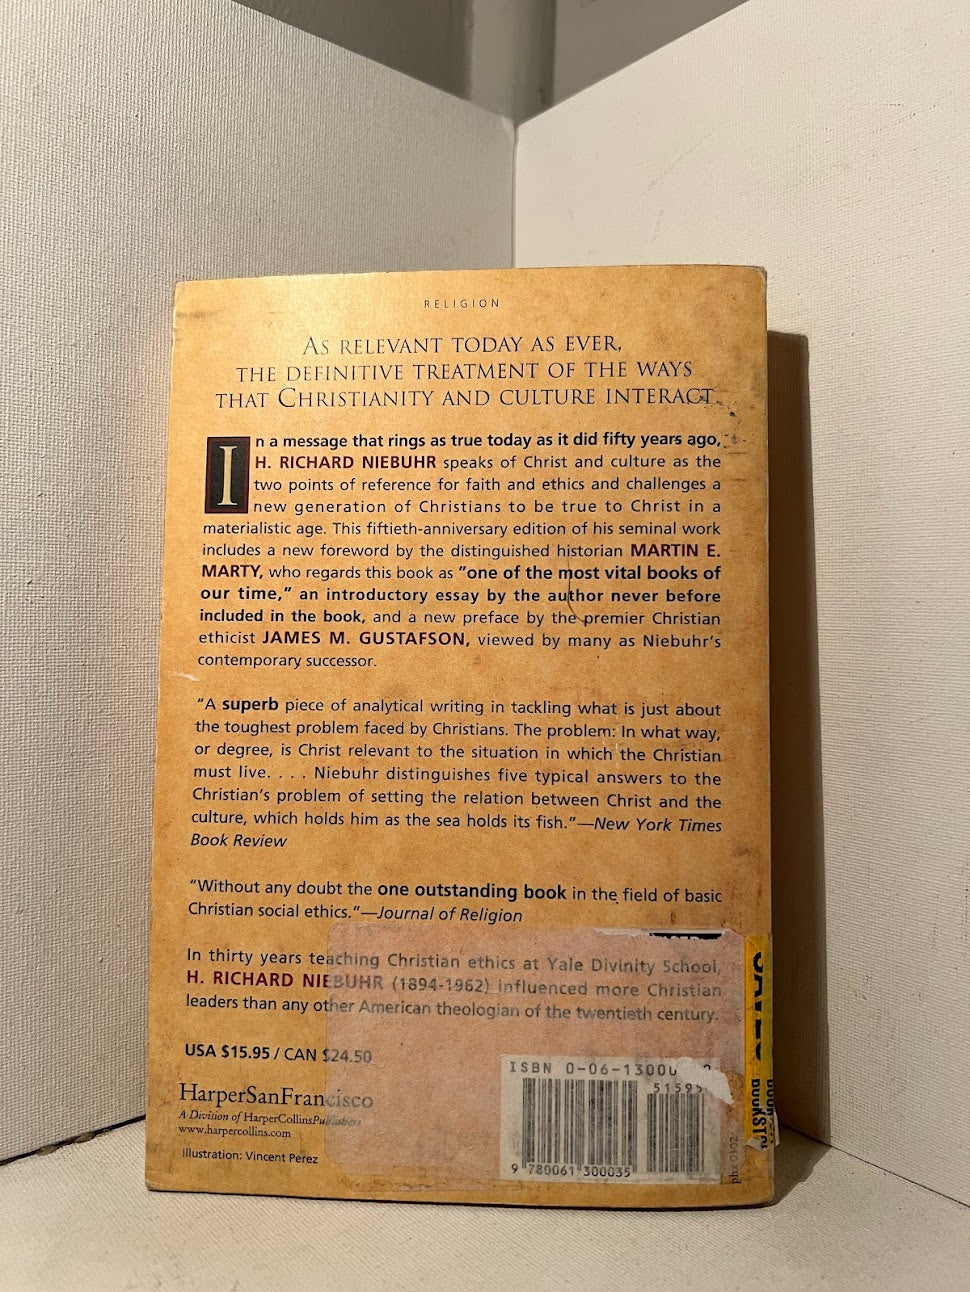 RELIGION
AS RELEVANT TODAY AS EVER,
THE DEFINITIVE TREATMENT OF THE WAYS
THAT CHRISTIANITY AND CULTURE INTERACT.
In a message that rings as true today as it did fifty years ago,
H. RICHARD NIEBUHR speaks of Christ and culture as the
two points of reference for faith and ethics and challenges a
new generation of Christians to be true to Christ in a
materialistic age. This fiftieth-anniversary edition of his seminal work
includes a new foreword by the distinguished historian MARTIN E.
MARTY, who regards this book as "one of the most vital books of
our time," an introductory essay by the author never before
included in the book, and a new preface by the premier Christian
ethicist JAMES M. GUSTAFSON, viewed by many as Niebuhr's
contemporary successor.
"A superb piece of analytical writing in tackling what is just about
the toughest problem faced by Christians. The problem: In what way,
or degree, is Christ relevant to the situation in which the Christian
must live. . . . Niebuhr distinguishes five typical answers to the
Christian's problem of setting the relation between Christ and the
culture, which holds him as the sea holds its fish."—New York Times
Book Review
"Without any doubt the one outstanding book in the field of basic
Christian social ethics."—Journal of Religion
In thirty years teaching Christian ethics at Yale Divinity School,
H. RICHARD NIEBUHR (1894-1962) influenced more Christian
leaders than any other American theologian of the twentieth century.
USA $15.95 / CAN $24.50
HarperSanFrancisco
A Division of HarperCollinsPublishers
www.harpercollins.com
Illustration: Vincent Perez
ISBN 0-06-13000
51595
9 780061 300035